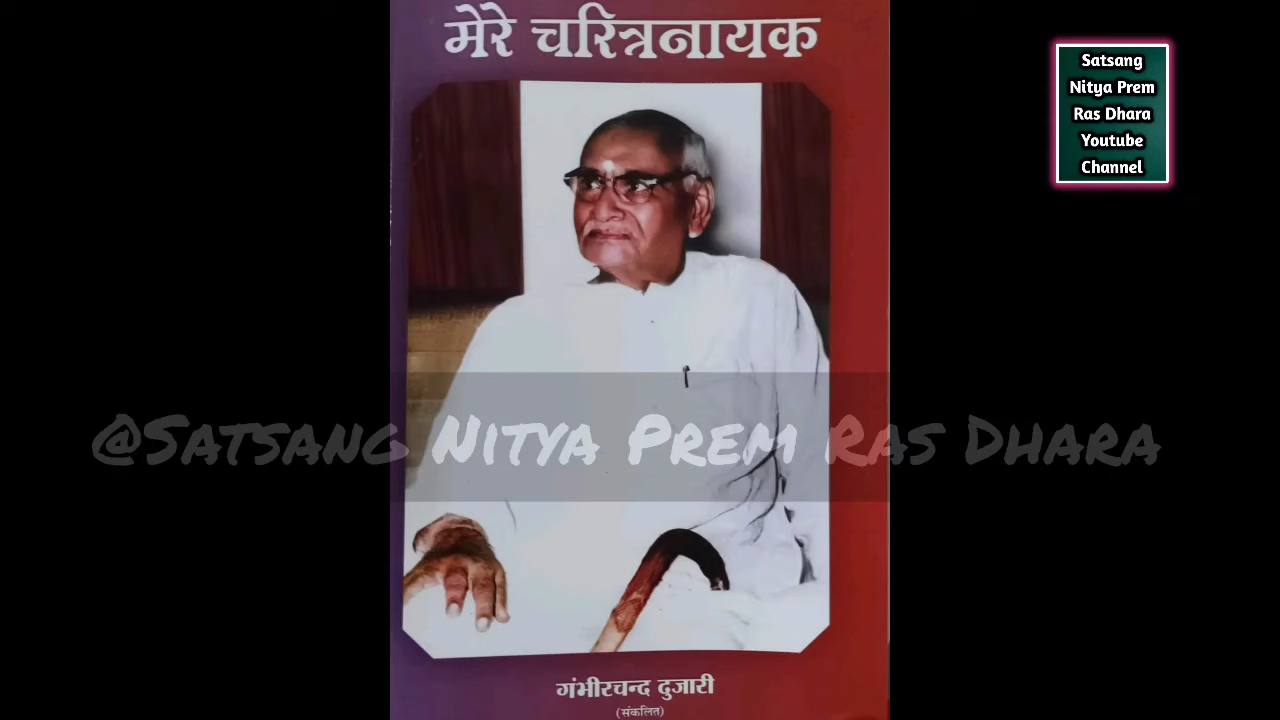 मेरे चरित्रनायक
Satsang
Nitya Prem
Ras Dhara
Youtube
Channel
@Satsang Nitya Prem Ras Dhara
गंभीरचन्द दुजारी
(संकलित)